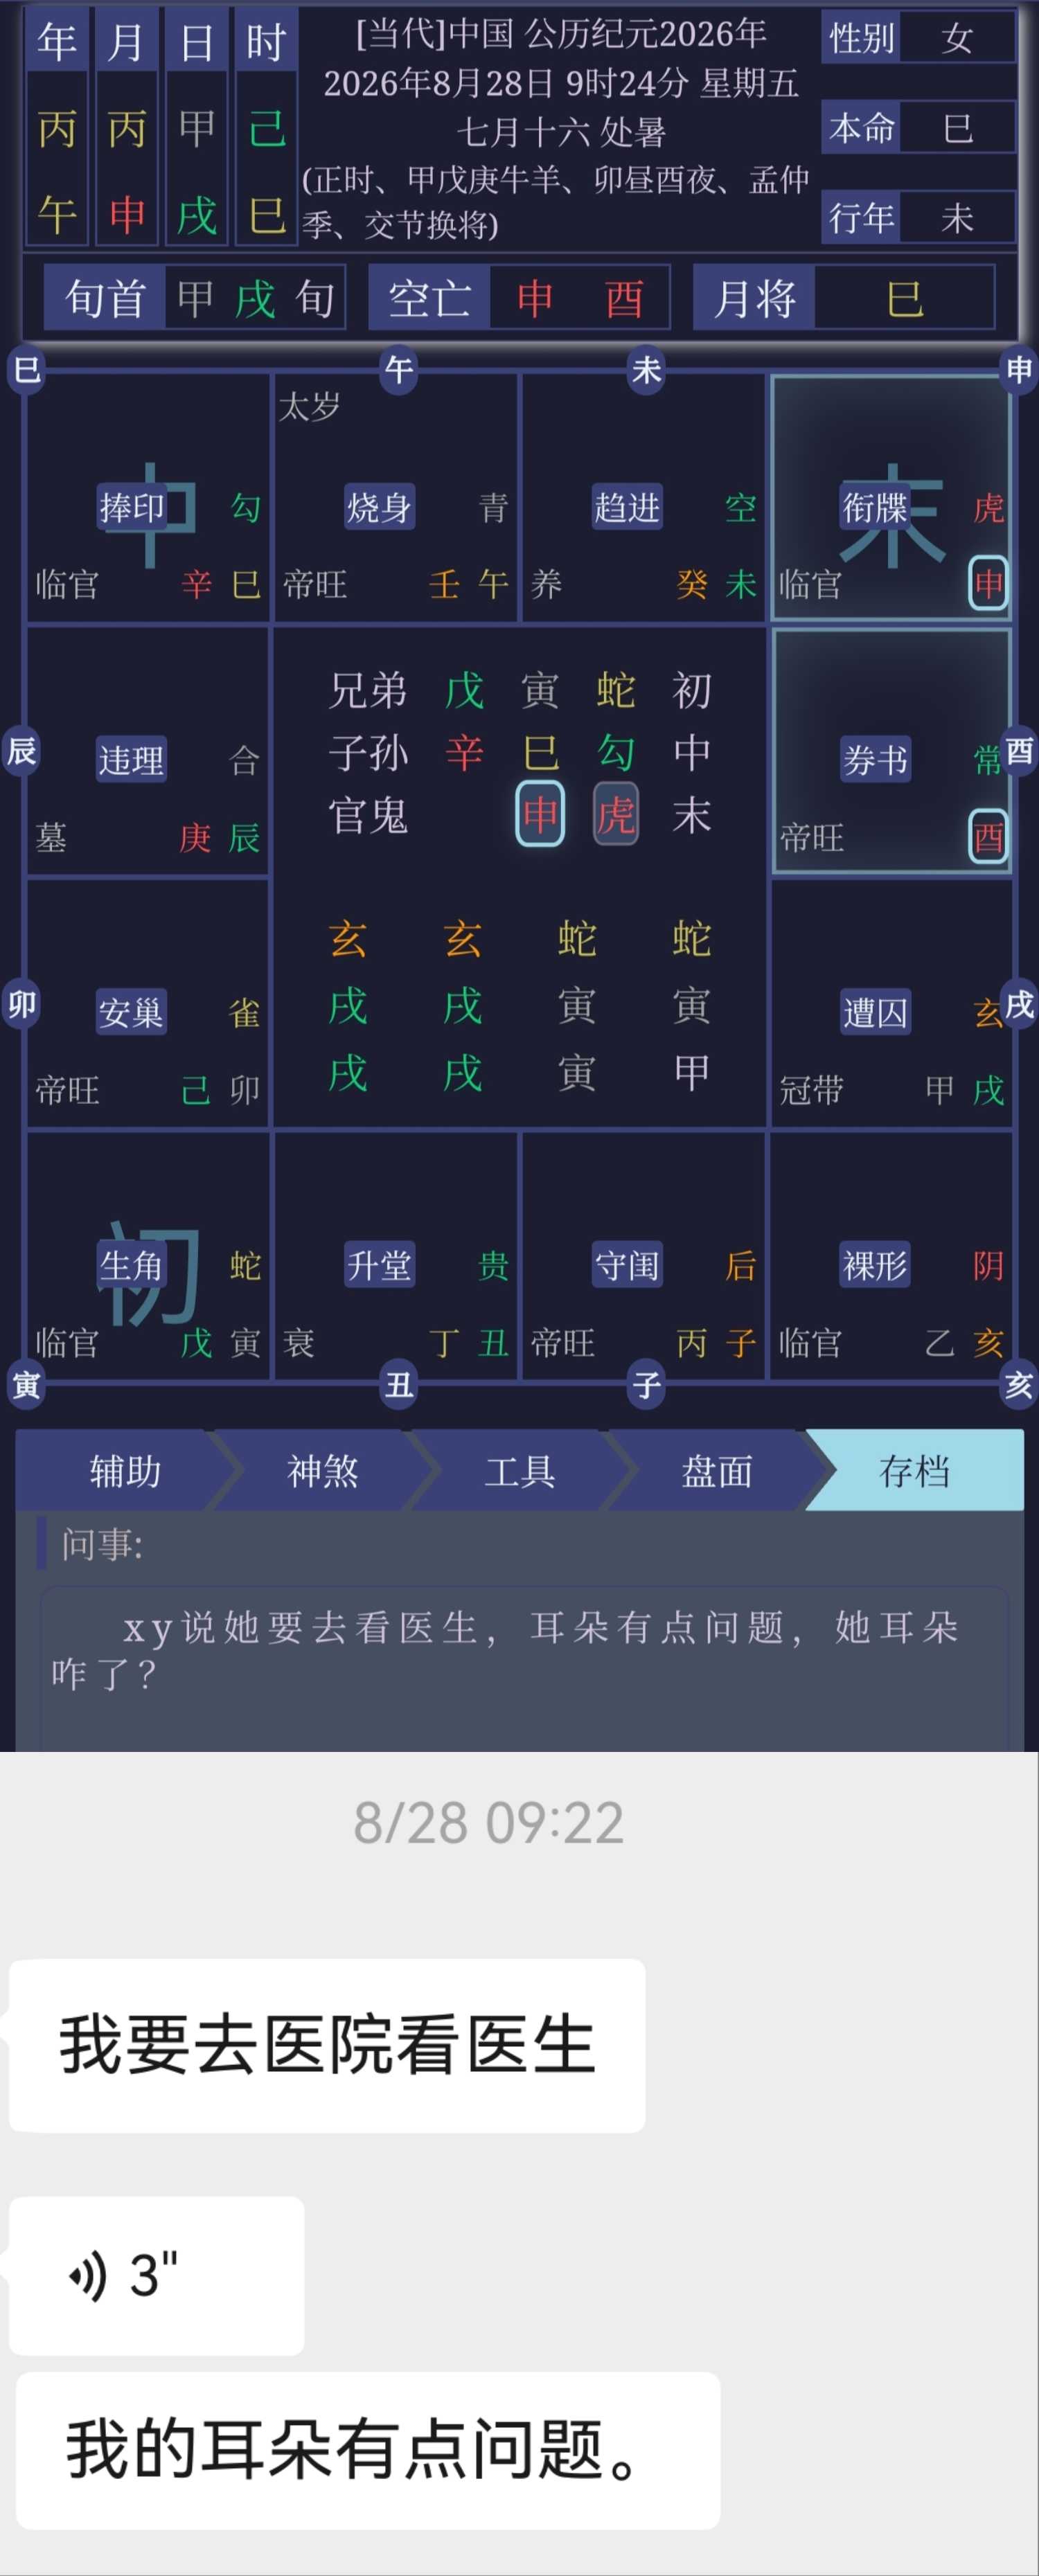 年 月 日 时
丙 丙 甲 己
午 申 戌 巳
[当代]中国 公历纪元2026年
2026年8月28日 9时24分 星期五
七月十六 处暑
(正时、甲戊庚牛羊、卯昼酉夜、孟仲
季、交节换将)
性别 女
本命 巳
行年 未
旬首 甲 戌 旬 空亡 申 酉 月将 巳
巳 午 未 申
太岁
中 末
捧印 勾 烧身 青 趋进 空 衔牒 虎
临官 辛 巳 帝旺 壬 午 养 癸 未 临官 申
兄弟 戊 寅 蛇 初
子孙 辛 巳 勾 中
官鬼 申 虎 末
辰 违理 合 券书 常 酉
墓 庚 辰 帝旺 酉
玄 玄 蛇 蛇
戌 戌 寅 寅
戌 戌 寅 甲
卯 安巢 雀 遭囚 玄 戌
帝旺 己 卯 冠带 甲 戌
初
生角 蛇 升堂 贵 守闺 后 裸形 阴
临官 戊 寅 衰 丁 丑 帝旺 丙 子 临官 乙 亥
寅 丑 子 亥
辅助 神煞 工具 盘面 存档
问事:
xy说她要去看医生，耳朵有点问题，她耳朵
咋了？
8/28 09:22
我要去医院看医生
3"
我的耳朵有点问题。